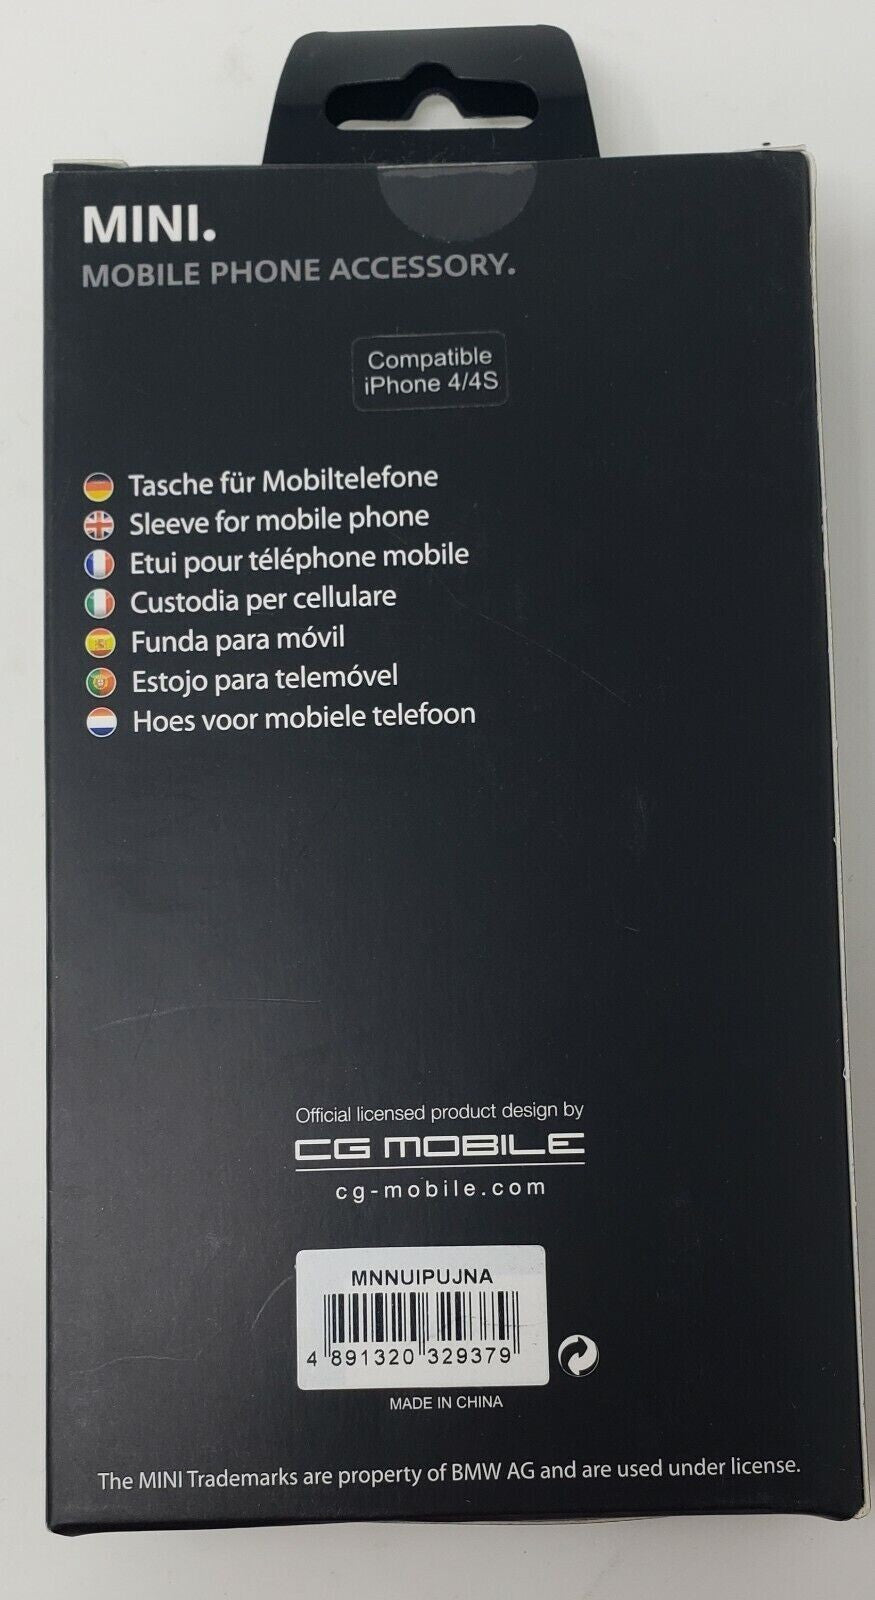 MINI.
MOBILE PHONE ACCESSORY.
Compatible
iPhone 4/4S
Tasche für Mobiltelefone
Sleeve for mobile phone
Etui pour téléphone mobile
Custodia per cellulare
Funda para móvil
Estojo para telemóvel
Hoes voor mobiele telefoon
Official licensed product design by
CG MOBILE
cg-mobile.com
MNNUIPUJNA
4 891320 329379
MADE IN CHINA
The MINI Trademarks are property of BMW AG and are used under license.